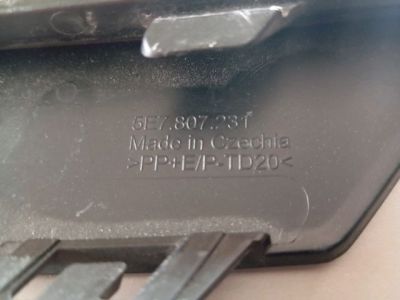 5E7.807.231
Made in Czechia
>PP+E/P-TD20<